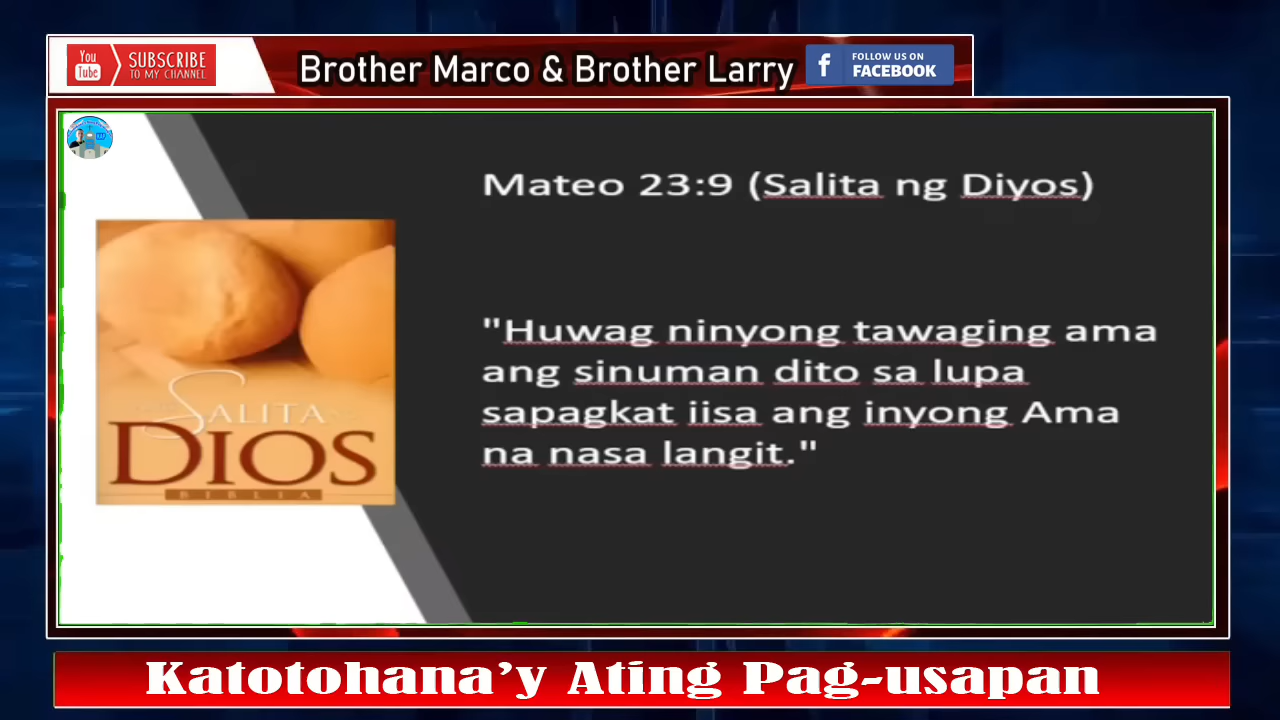 You
Tube
SUBSCRIBE
TO MY CHANNEL
Brother Marco & Brother Larry
f
FOLLOW US ON
FACEBOOK
Mateo 23:9 (Salita ng Diyos)
"Huwag ninyong tawaging ama
ang sinuman dito sa lupa
sapagkat iisa ang inyong Ama
na nasa langit."
SALITA
DIOS
BIBLIA
Katotohana'y Ating Pag-usapan